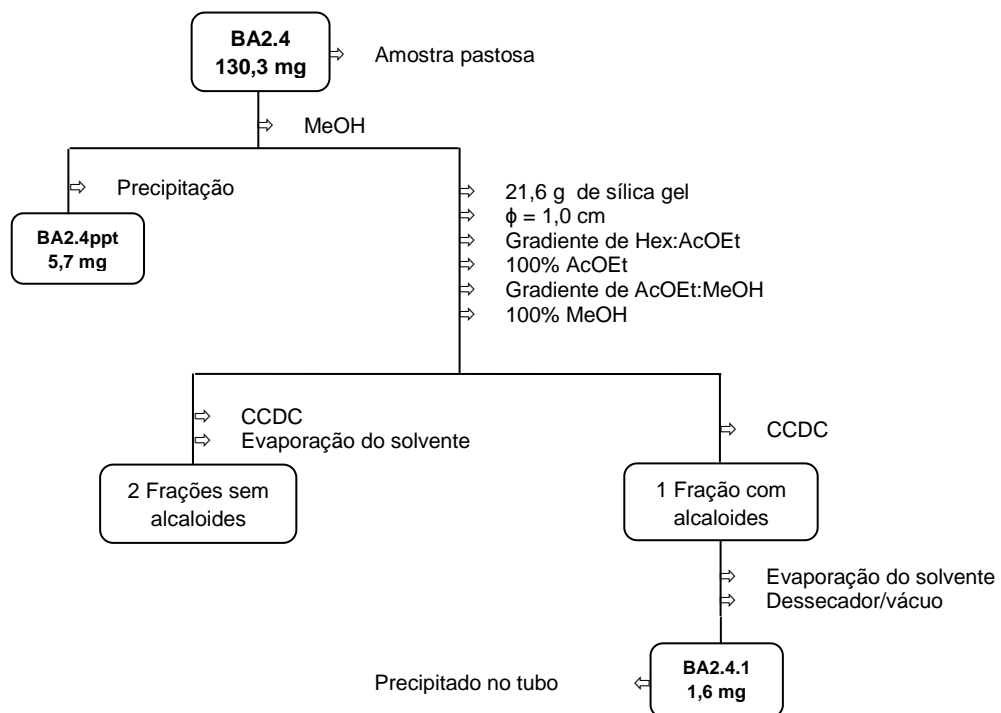 BA2.4
130,3 mg
Amostra pastosa
MeOH
Precipitação
BA2.4ppt
5,7 mg
21,6 g de sílica gel
ϕ = 1,0 cm
Gradiente de Hex:AcOEt
100% AcOEt
Gradiente de AcOEt:MeOH
100% MeOH
CCDC
Evaporação do solvente
2 Frações sem
alcaloides
CCDC
1 Fração com
alcaloides
Evaporação do solvente
Dessecador/vácuo
Precipitado no tubo
BA2.4.1
1,6 mg